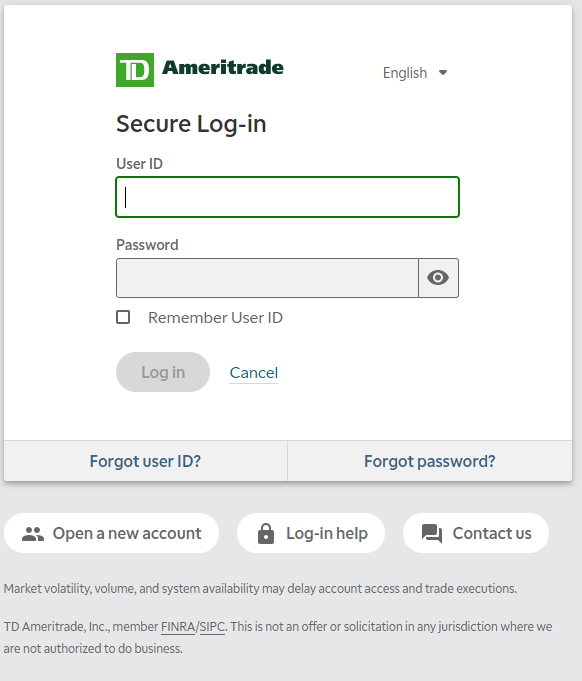 TD Ameritrade
English
Secure Log-in
User ID
Password
Remember User ID
Log in Cancel
Forgot user ID? Forgot password?
Open a new account Log-in help Contact us
Market volatility, volume, and system availability may delay account access and trade executions.
TD Ameritrade, Inc., member FINRA/SIPC. This is not an offer or solicitation in any jurisdiction where we
are not authorized to do business.